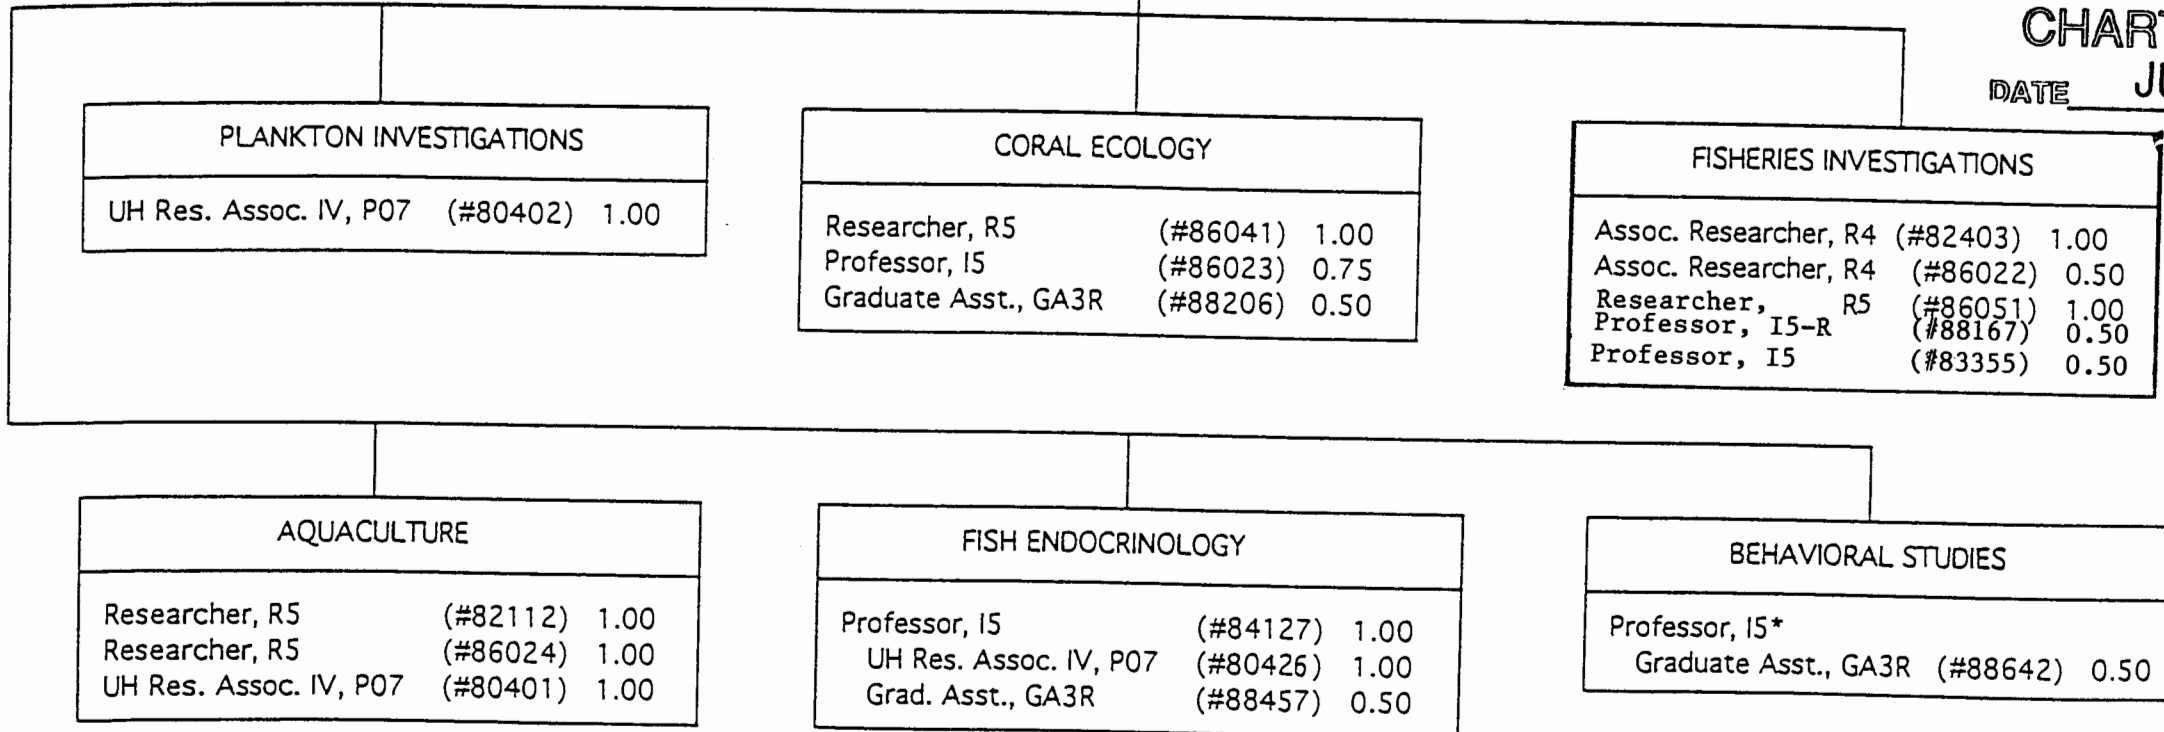 CHART
DATE JU
PLANKTON INVESTIGATIONS
UH Res. Assoc. IV, P07 (#80402) 1.00
CORAL ECOLOGY
Researcher, R5 (#86041) 1.00
Professor, I5 (#86023) 0.75
Graduate Asst., GA3R (#88206) 0.50
FISHERIES INVESTIGATIONS
Assoc. Researcher, R4 (#82403) 1.00
Assoc. Researcher, R4 (#86022) 0.50
Researcher, R5 (#86051) 1.00
Professor, I5-R (#88167) 0.50
Professor, I5 (#83355) 0.50
AQUACULTURE
Researcher, R5 (#82112) 1.00
Researcher, R5 (#86024) 1.00
UH Res. Assoc. IV, P07 (#80401) 1.00
FISH ENDOCRINOLOGY
Professor, I5 (#84127) 1.00
UH Res. Assoc. IV, P07 (#80426) 1.00
Grad. Asst., GA3R (#88457) 0.50
BEHAVIORAL STUDIES
Professor, I5*
Graduate Asst., GA3R (#88642) 0.50